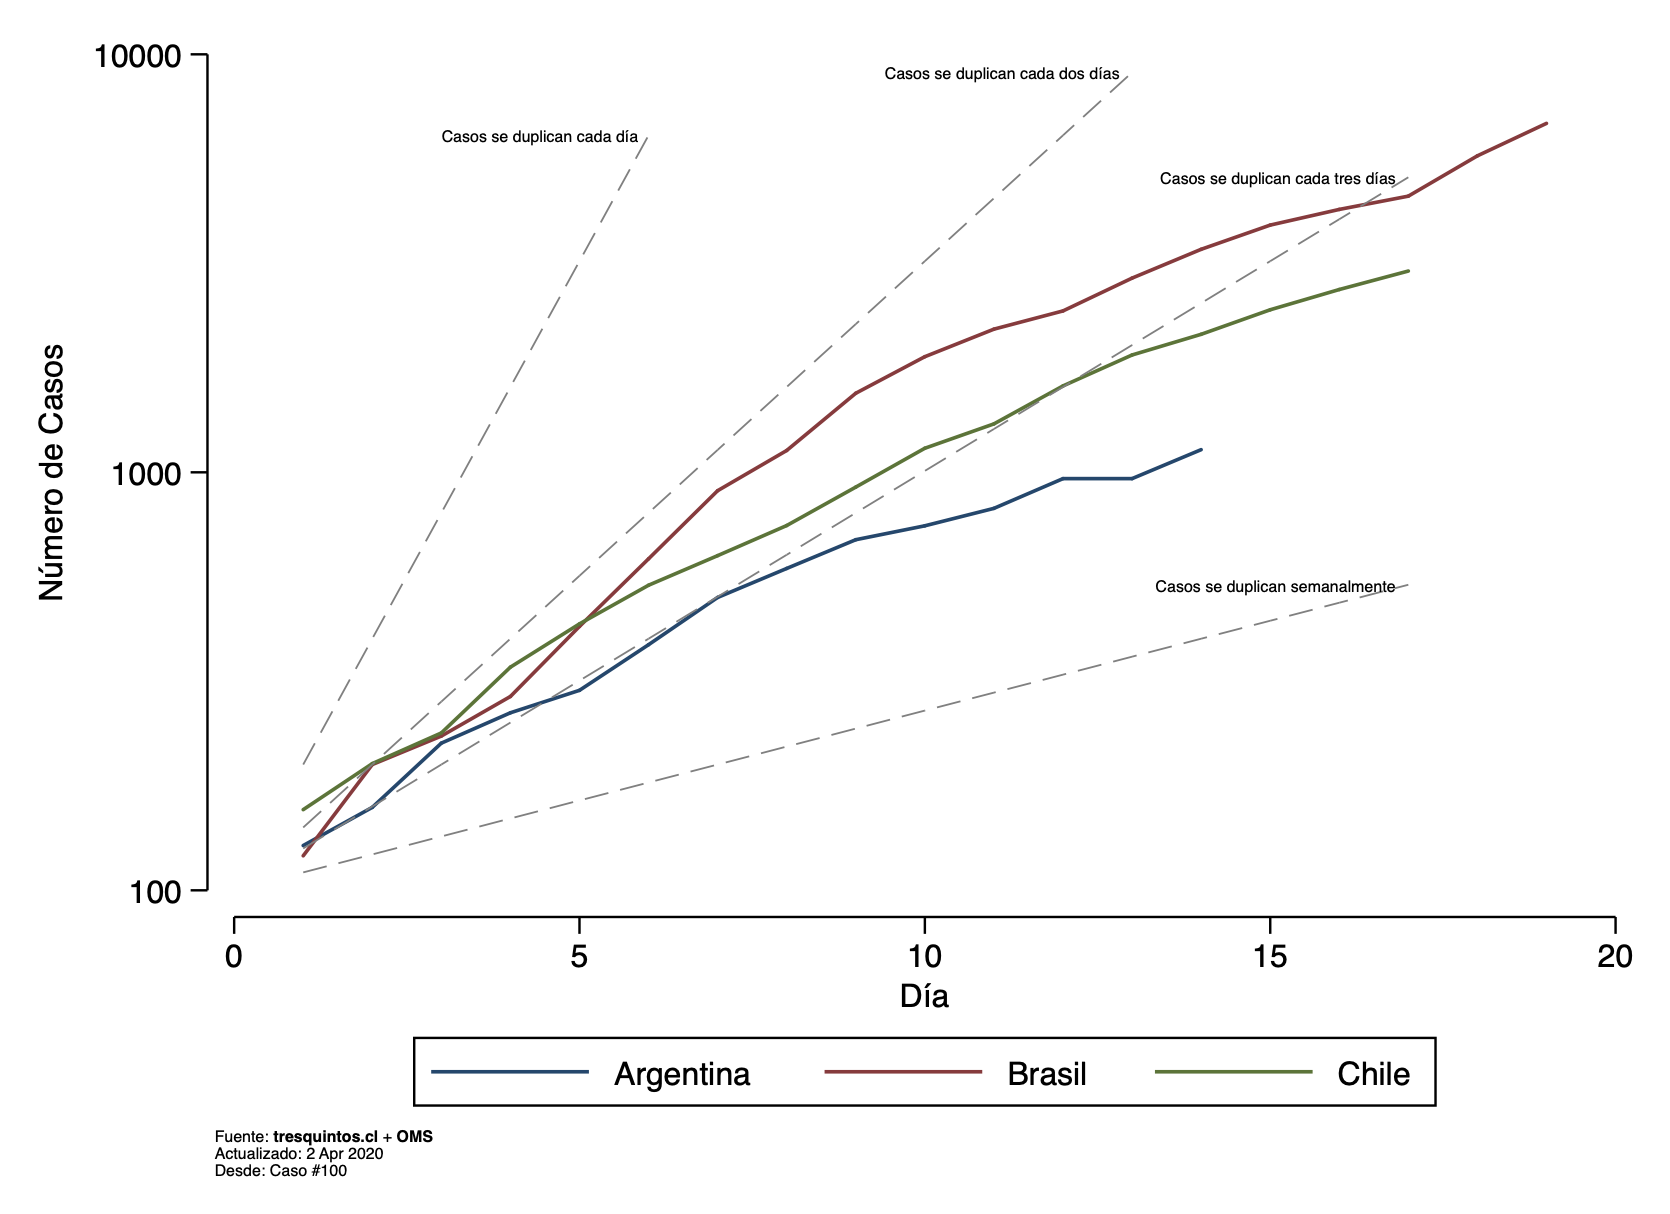 10000
1000
100
Número de Casos
Casos se duplican cada día
Casos se duplican cada dos días
Casos se duplican cada tres días
Casos se duplican semanalmente
0 5 10 15 20
Día
Argentina Brasil Chile
Fuente: tresquintos.cl + OMS
Actualizado: 2 Apr 2020
Desde: Caso #100